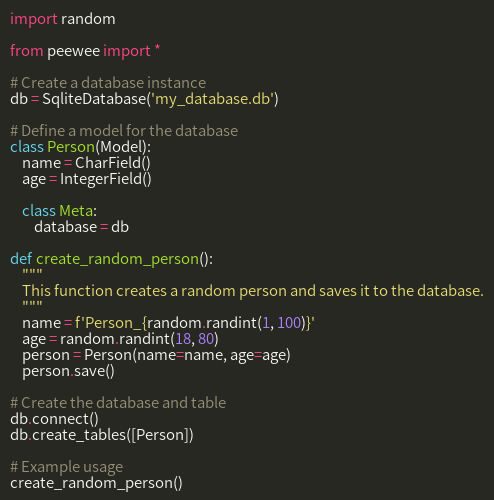 import random

from peewee import *

# Create a database instance
db = SqliteDatabase('my_database.db')

# Define a model for the database
class Person(Model):
    name = CharField()
    age = IntegerField()

    class Meta:
        database = db

def create_random_person():
    """
    This function creates a random person and saves it to the database.
    """
    name = f'Person_{random.randint(1, 100)}'
    age = random.randint(18, 80)
    person = Person(name=name, age=age)
    person.save()

# Create the database and table
db.connect()
db.create_tables([Person])

# Example usage
create_random_person()